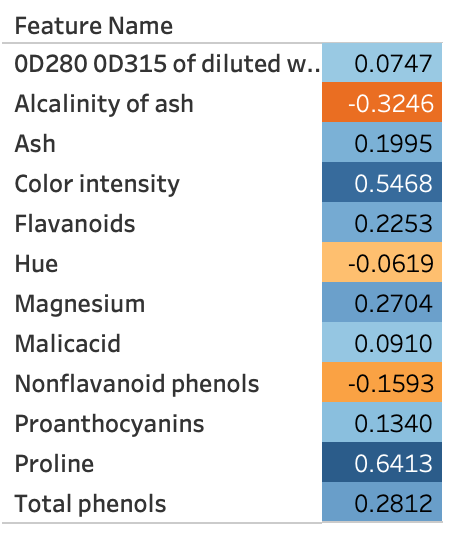 Feature Name
0D280 0D315 of diluted w.. 0.0747
Alcalinity of ash -0.3246
Ash 0.1995
Color intensity 0.5468
Flavanoids 0.2253
Hue -0.0619
Magnesium 0.2704
Malicacid 0.0910
Nonflavanoid phenols -0.1593
Proanthocyanins 0.1340
Proline 0.6413
Total phenols 0.2812